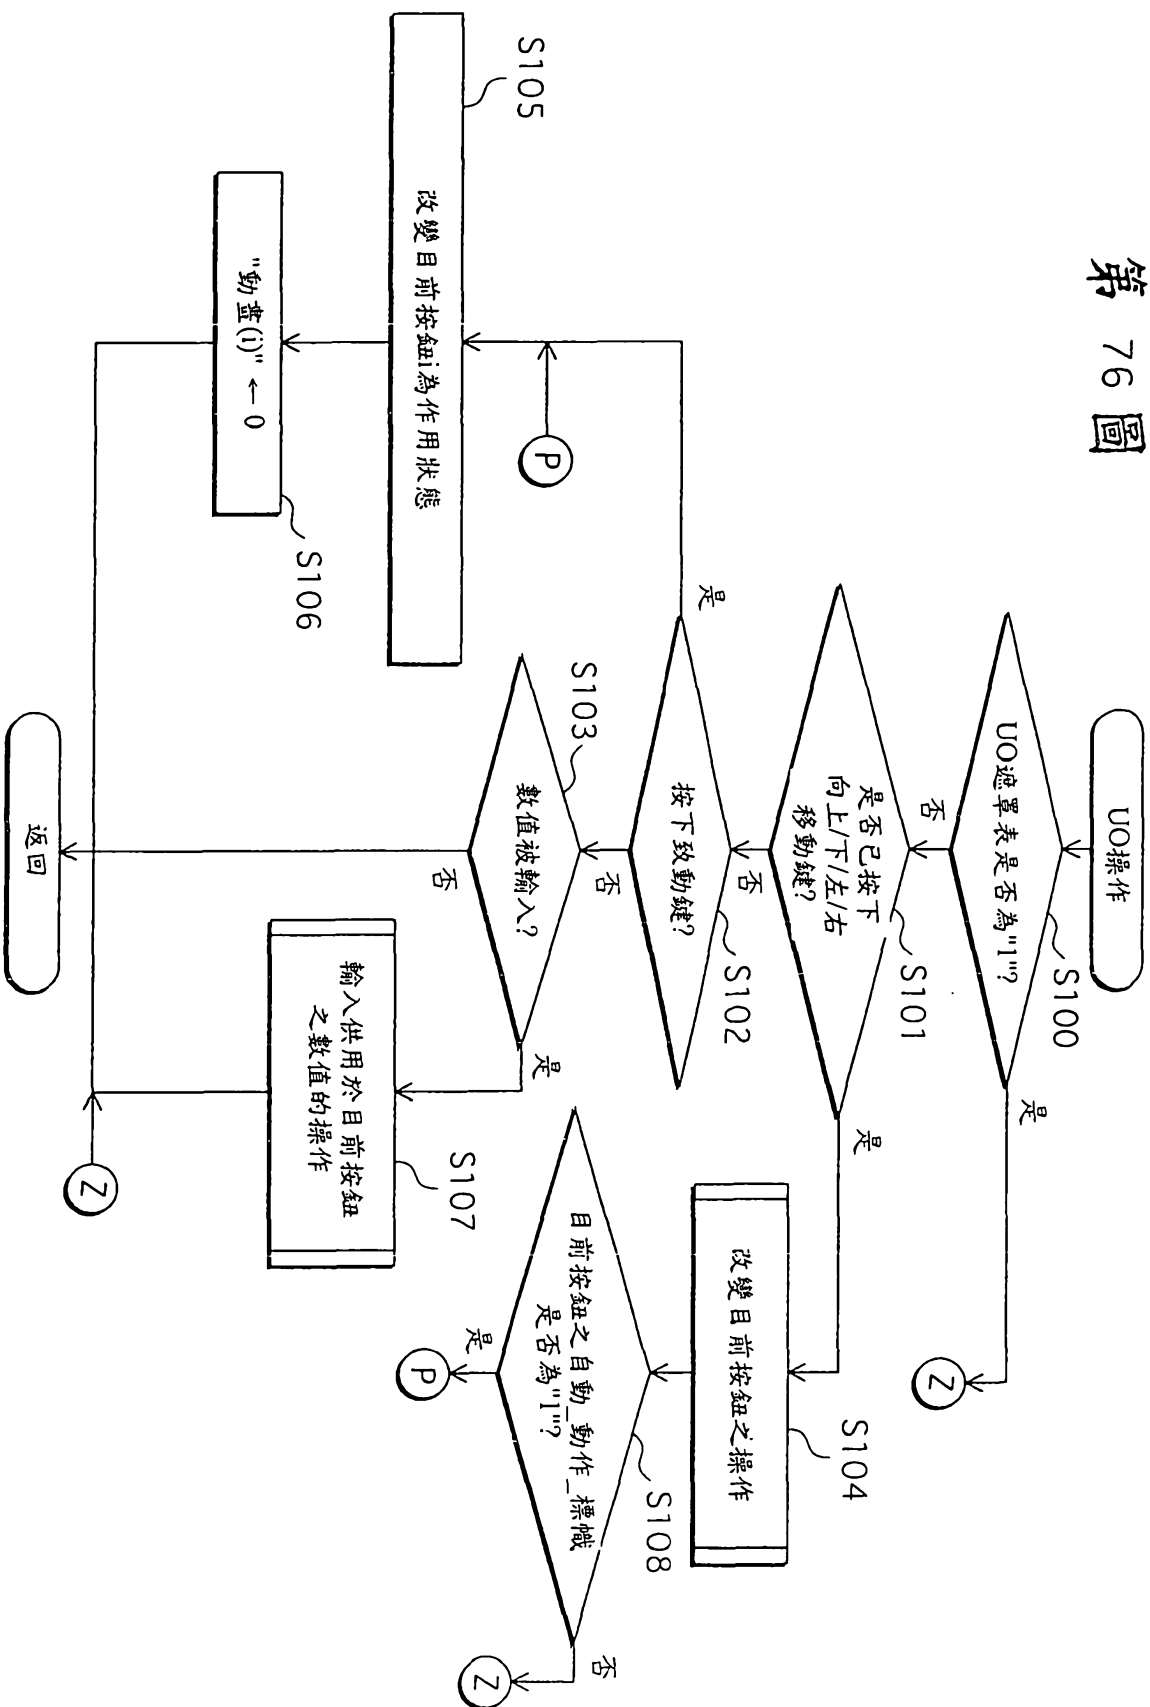 第 76 圖
UO操作
UO遮罩表是否為"1"?
S100
是
Z
否
是否已按下
向上/下/左/右
移動鍵?
S101
是
改變目前按鈕之操作
S104
目前按鈕之自動_動作_標幟
是否為"1"?
S108
是
P
否
Z
否
按下致動鍵?
S102
是
P
改變目前按鈕i為作用狀態
S105
"動畫(i)" ← 0
S106
否
數值被輸入?
S103
是
輸入供用於目前按鈕
之數值的操作
S107
Z
否
返回